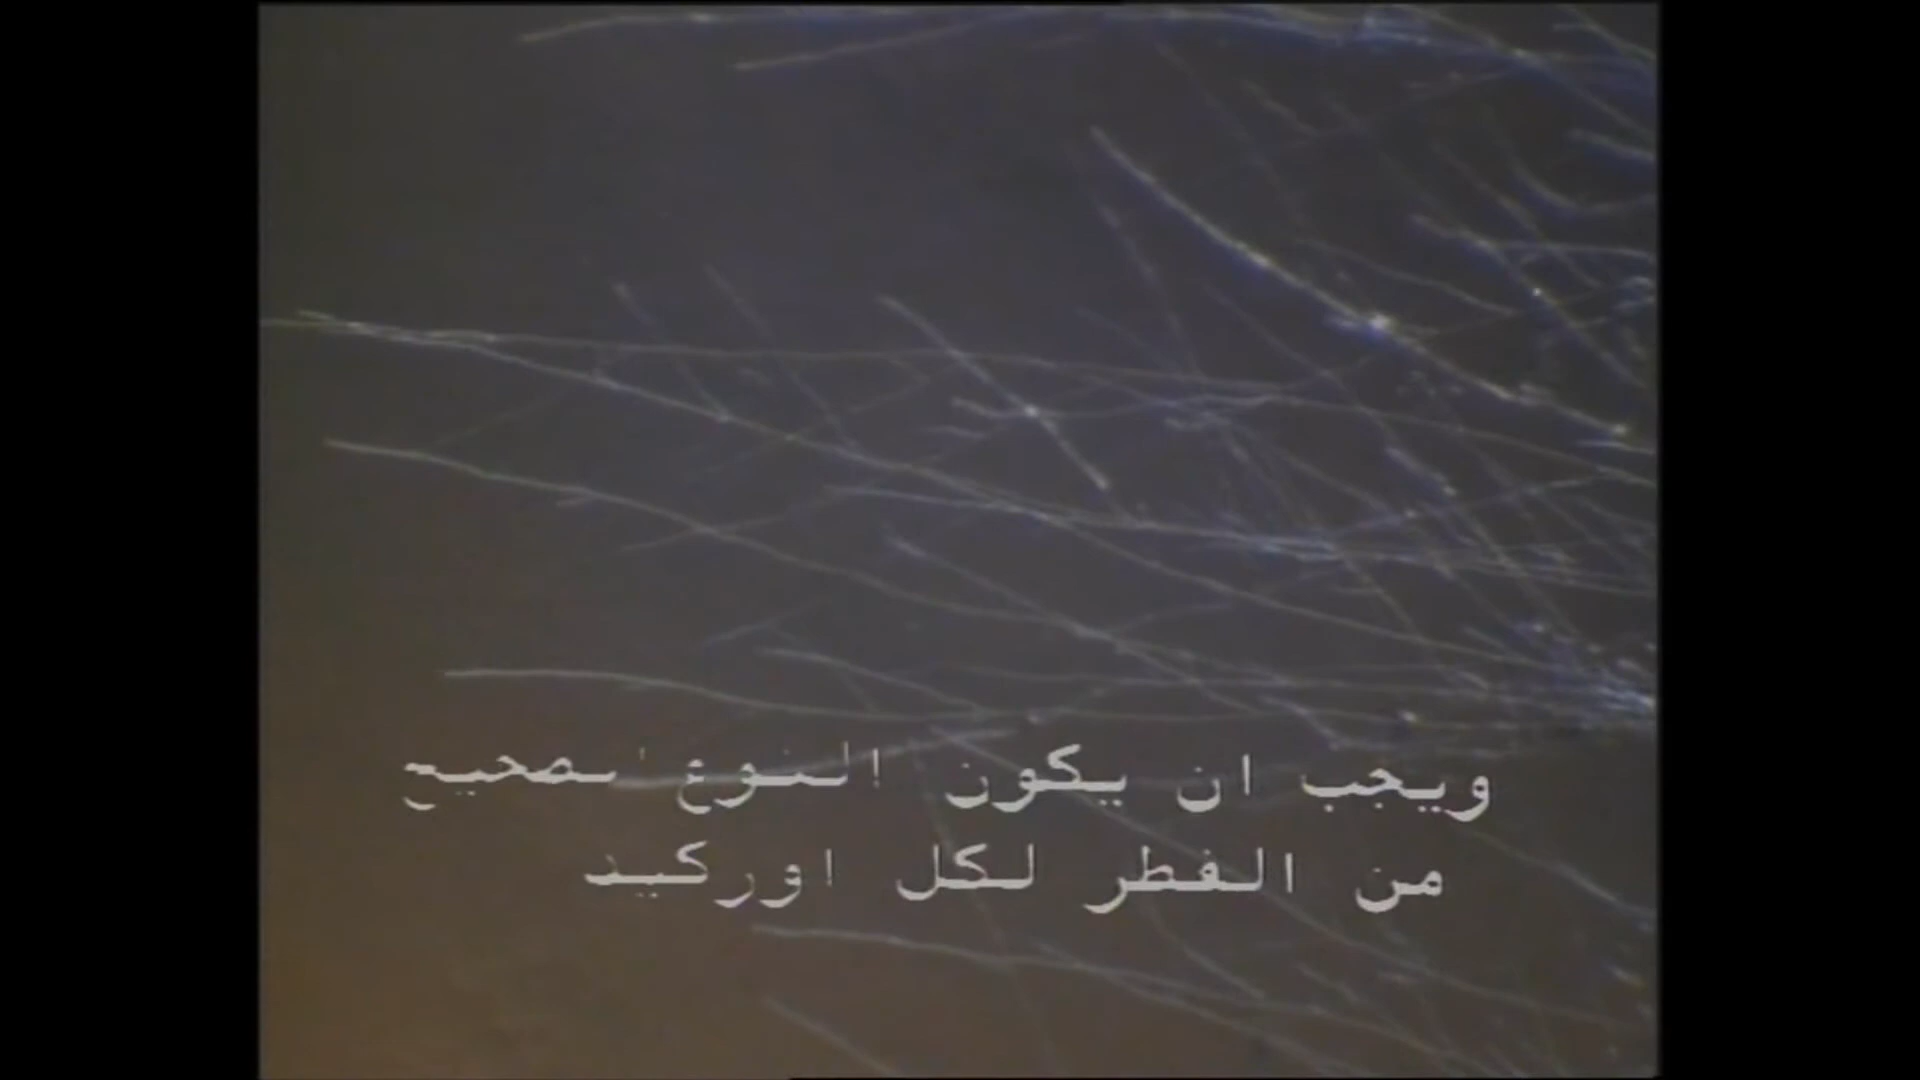 ويجب ان يكون النوع الصحيح
من الفطر لكل اوركيد